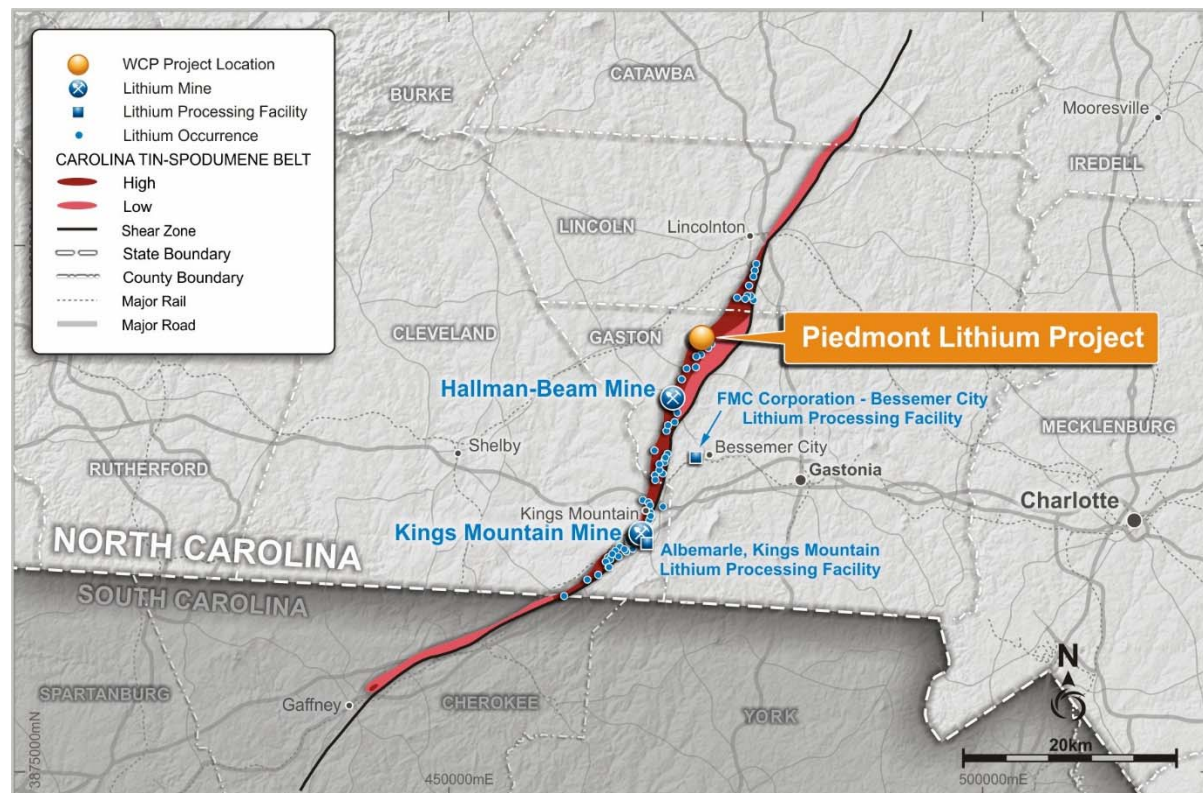 WCP Project Location
Lithium Mine
Lithium Processing Facility
Lithium Occurrence
CAROLINA TIN-SPODUMENE BELT
High
Low
Shear Zone
State Boundary
County Boundary
Major Rail
Major Road
BURKE
CATAWBA
Mooresville
IREDELL
LINCOLN
Lincolnton
CLEVELAND
GASTON
Piedmont Lithium Project
Hallman-Beam Mine
FMC Corporation - Bessemer City
Lithium Processing Facility
MECKLENBURG
Shelby
Bessemer City
RUTHERFORD
Gastonia
Charlotte
Kings Mountain
Kings Mountain Mine
Albemarle, Kings Mountain
Lithium Processing Facility
NORTH CAROLINA
SOUTH CAROLINA
SPARTANBURG
Gaffney
CHEROKEE
YORK
N
20km
3875000mN
450000mE
500000mE